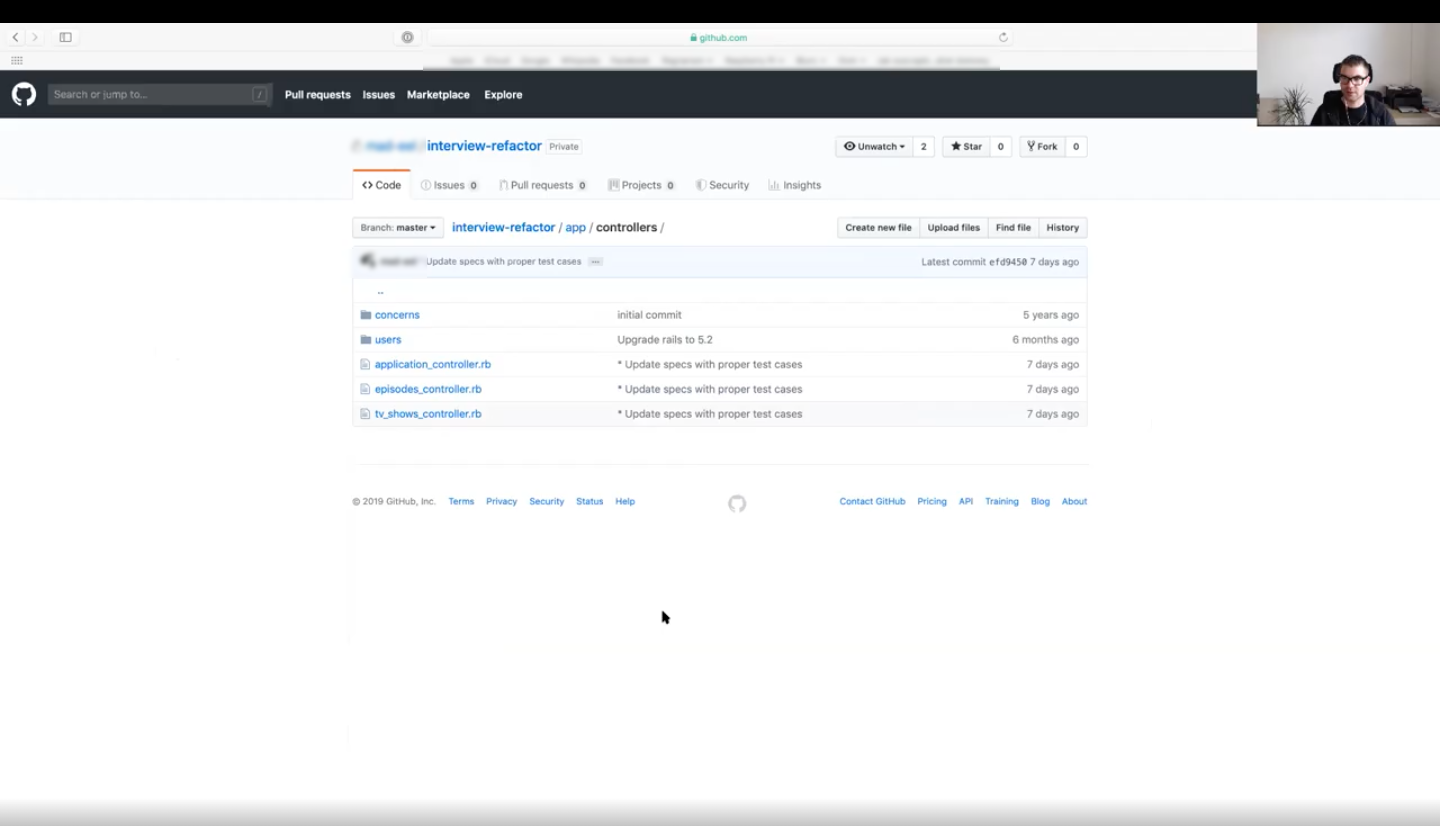 github.com
Search or jump to... /
Pull requests Issues Marketplace Explore
interview-refactor Private
Unwatch 2 Star 0 Fork 0
Code Issues 0 Pull requests 0 Projects 0 Security Insights
Branch: master interview-refactor / app / controllers /
Create new file Upload files Find file History
Update specs with proper test cases ... Latest commit efd9450 7 days ago
..
concerns initial commit 5 years ago
users Upgrade rails to 5.2 6 months ago
application_controller.rb * Update specs with proper test cases 7 days ago
episodes_controller.rb * Update specs with proper test cases 7 days ago
tv_shows_controller.rb * Update specs with proper test cases 7 days ago
© 2019 GitHub, Inc. Terms Privacy Security Status Help Contact GitHub Pricing API Training Blog About